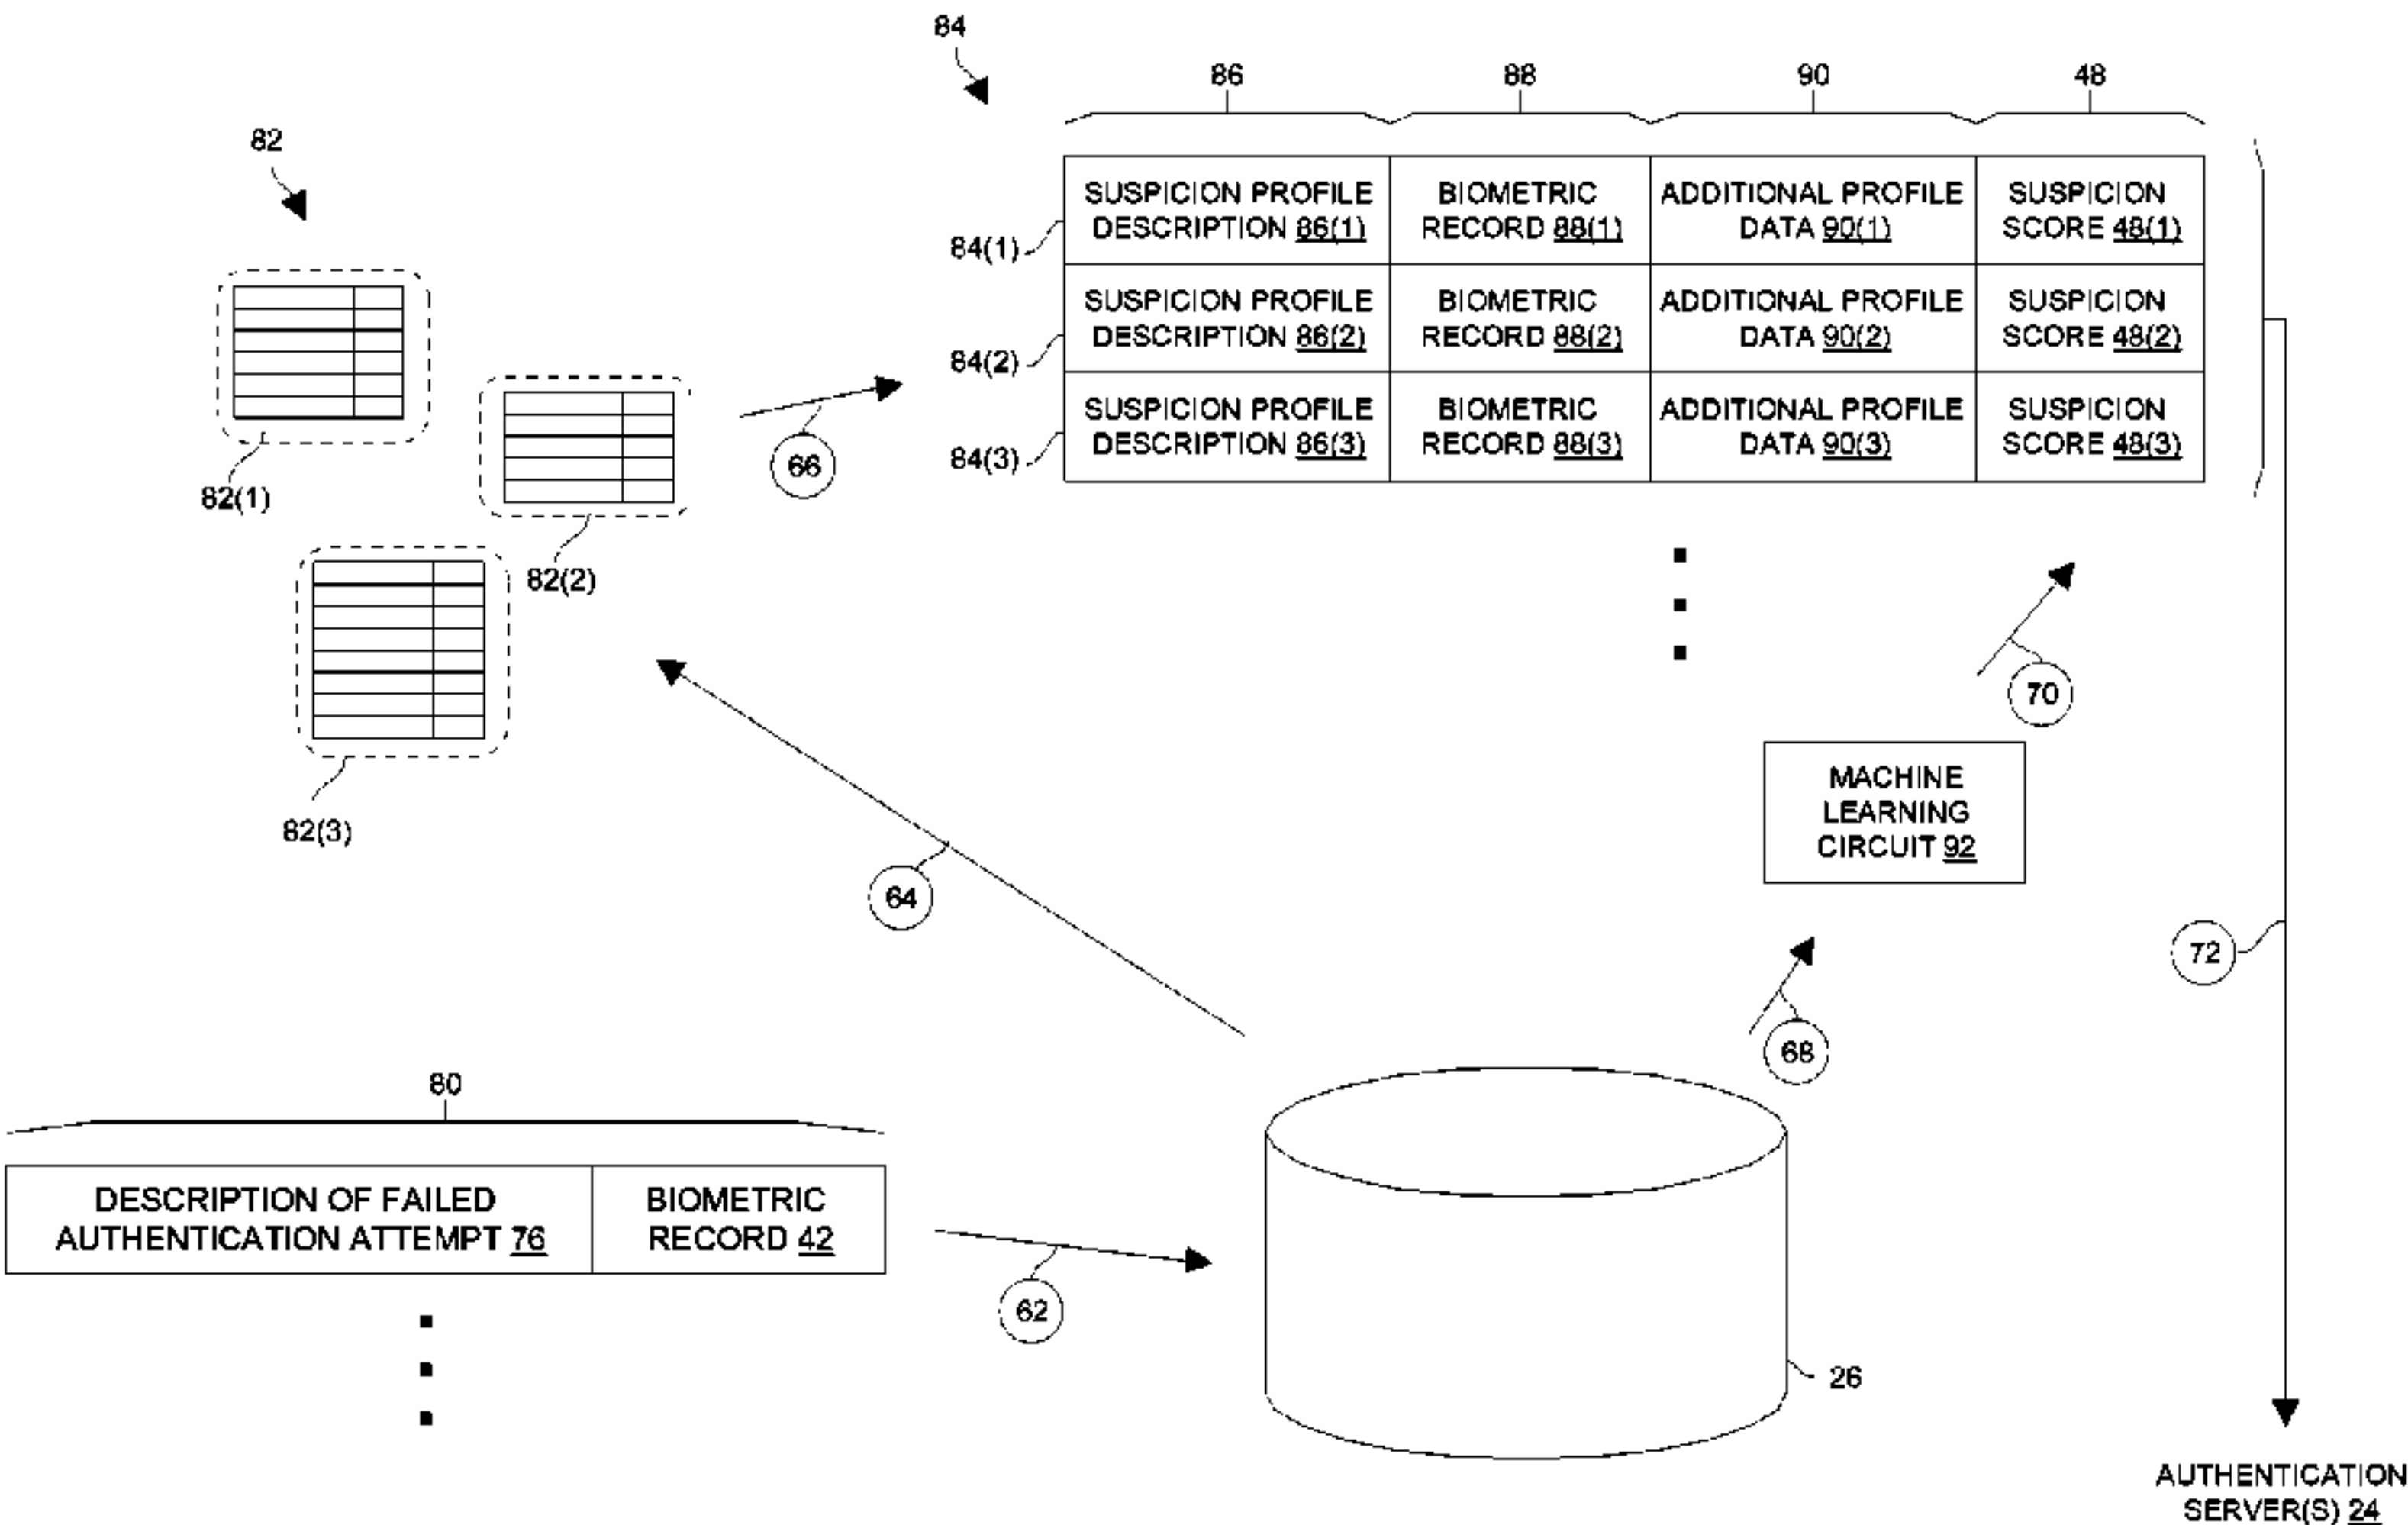 84
86
88
90
48
82
SUSPICION PROFILE
DESCRIPTION 86(1)
BIOMETRIC
RECORD 88(1)
ADDITIONAL PROFILE
DATA 90(1)
SUSPICION
SCORE 48(1)
84(1)
SUSPICION PROFILE
DESCRIPTION 86(2)
BIOMETRIC
RECORD 88(2)
ADDITIONAL PROFILE
DATA 90(2)
SUSPICION
SCORE 48(2)
84(2)
SUSPICION PROFILE
DESCRIPTION 86(3)
BIOMETRIC
RECORD 88(3)
ADDITIONAL PROFILE
DATA 90(3)
SUSPICION
SCORE 48(3)
84(3)
66
82(1)
82(2)
82(3)
70
MACHINE
LEARNING
CIRCUIT 92
64
72
68
80
DESCRIPTION OF FAILED
AUTHENTICATION ATTEMPT 76
BIOMETRIC
RECORD 42
62
26
AUTHENTICATION
SERVER(S) 24